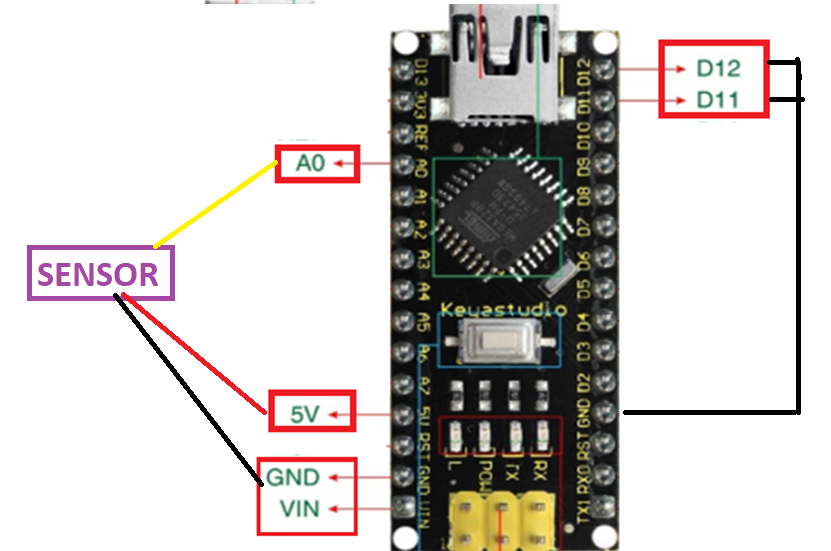 D12
D11
A0
SENSOR
5V
GND
VIN
D13
3V3
REF
A0
A1
A2
A3
A4
A5
A6
A7
5V
RST
GND
VIN
D12
D11
D10
D9
D8
D7
D6
D5
D4
D3
D2
GND
RST
RX0
TX1
Keyestudio
L
POW
TX
RX